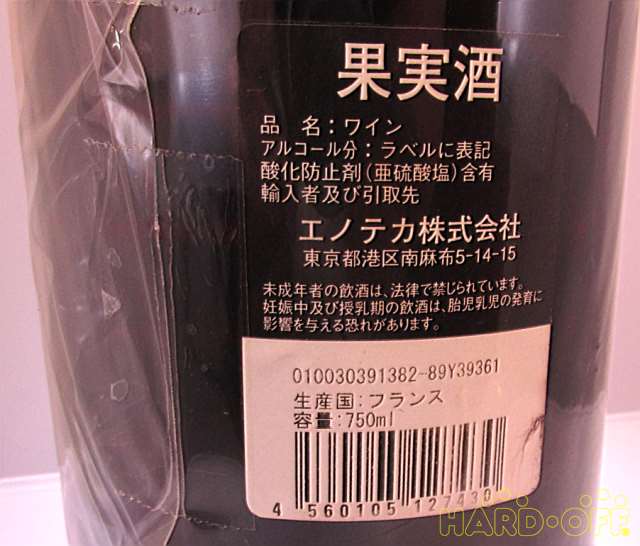 果実酒
品　名：ワイン
アルコール分：ラベルに表記
酸化防止剤(亜硫酸塩)含有
輸入者及び引取先
エノテカ株式会社
東京都港区南麻布5-14-15
未成年者の飲酒は、法律で禁じられています。
妊娠中及び授乳期の飲酒は、胎児乳児の発育に
影響を与える恐れがあります。
010030391382-89Y39361
生産国：フランス
容量：750ml
4 560105 127430
HARD・OFF